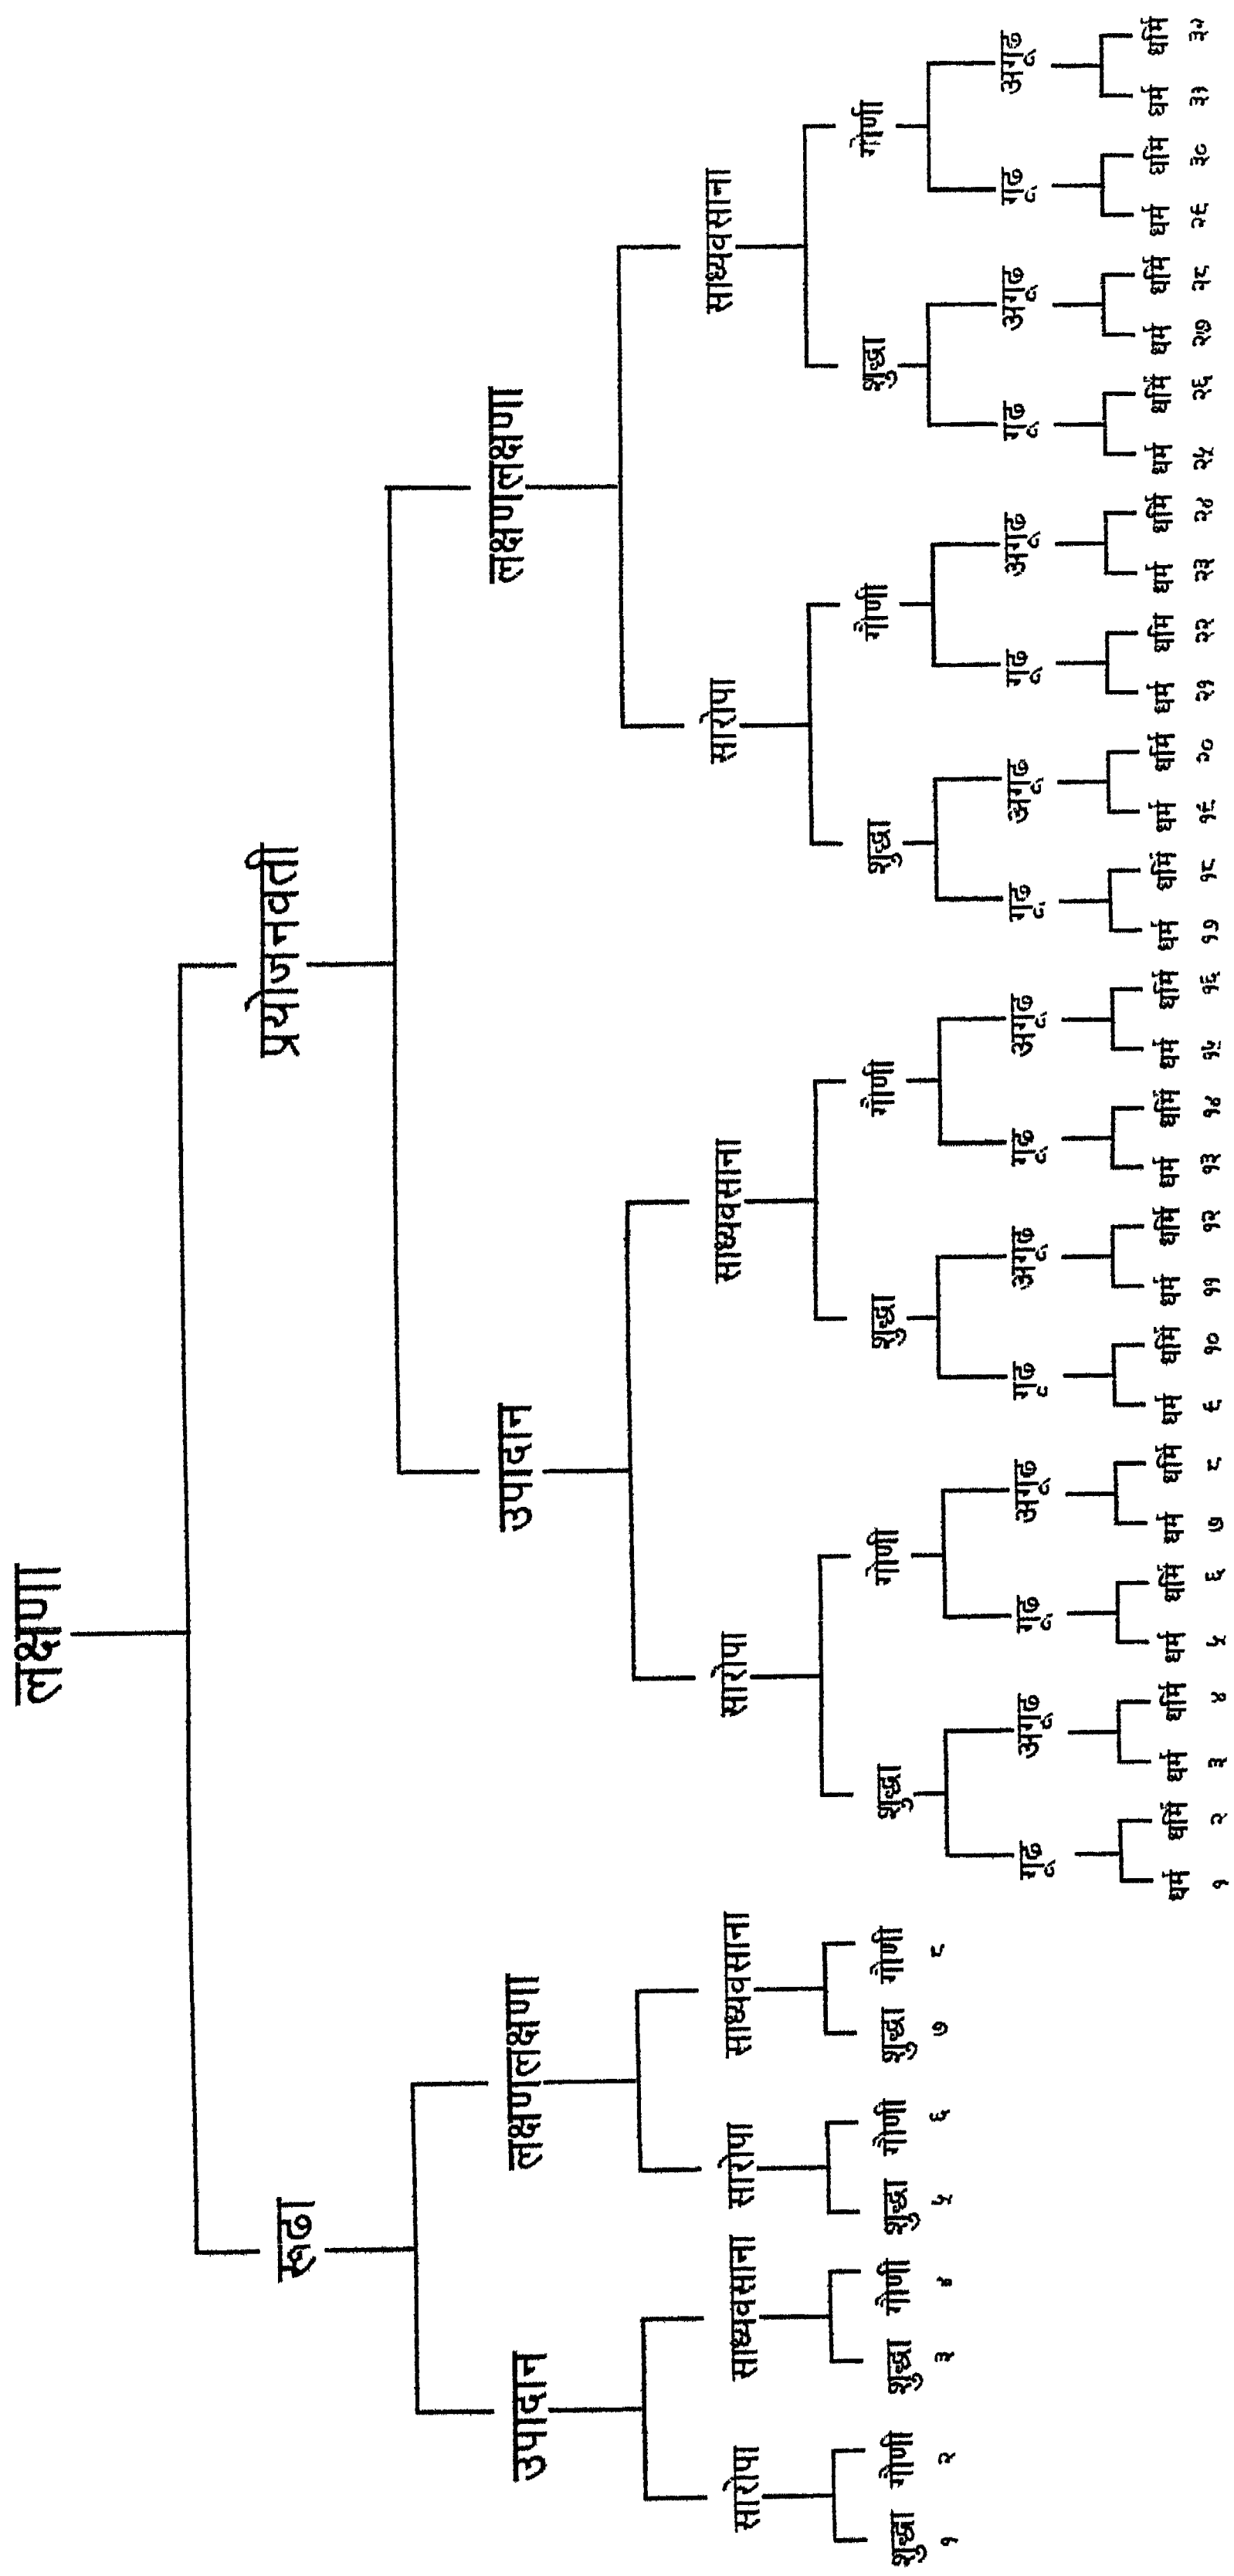 लक्षणा
रूढा प्रयोजनवती
उपादान लक्षणलक्षणा उपादान लक्षणलक्षणा
सारोपा साध्यवसाना सारोपा साध्यवसाना सारोपा साध्यवसाना सारोपा साध्यवसाना
शुद्धा गौणी शुद्धा गौणी शुद्धा गौणी शुद्धा गौणी शुद्धा गौणी शुद्धा गौणी शुद्धा गौणी शुद्धा गौणी
१ २ ३ ४ ५ ६ ७ ८
गूढ अगूढ गूढ अगूढ गूढ अगूढ गूढ अगूढ गूढ अगूढ गूढ अगूढ गूढ अगूढ गूढ अगूढ
धर्म धर्मि धर्म धर्मि धर्म धर्मि धर्म धर्मि धर्म धर्मि धर्म धर्मि धर्म धर्मि धर्म धर्मि धर्म धर्मि धर्म धर्मि धर्म धर्मि धर्म धर्मि धर्म धर्मि धर्म धर्मि धर्म धर्मि धर्म धर्मि
१ २ ३ ४ ५ ६ ७ ८ ९ १० ११ १२ १३ १४ १५ १६ १७ १८ १९ २० २१ २२ २३ २४ २५ २६ २७ २८ २९ ३० ३१ ३२